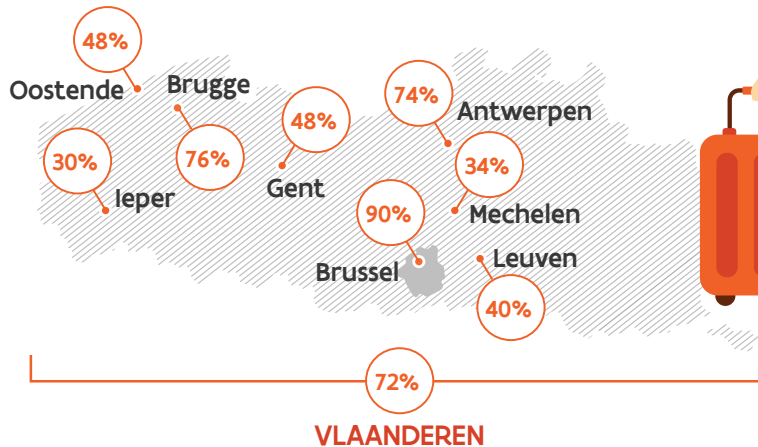 48%
Oostende
Brugge
76%
30%
Ieper
48%
Gent
74%
Antwerpen
34%
Mechelen
90%
Brussel
Leuven
40%
72%
VLAANDEREN